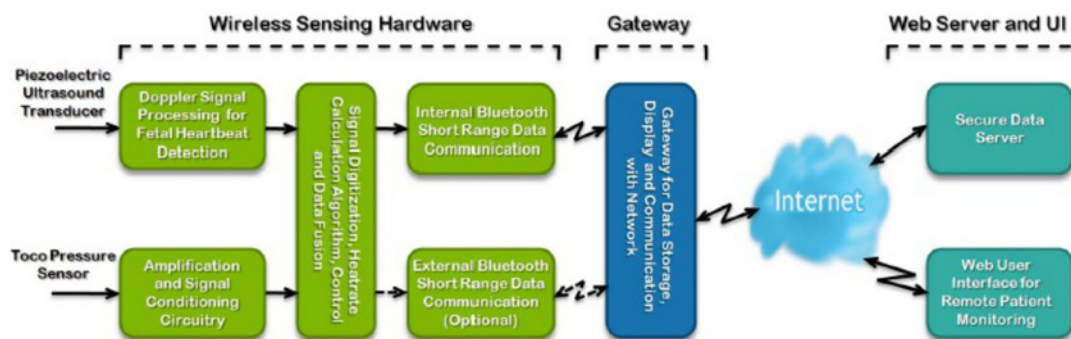 Wireless Sensing Hardware
Gateway
Web Server and UI
Piezoelectric
Ultrasound
Transducer
Doppler Signal
Processing for
Fetal Heartbeat
Detection
Signal Digitization, Heatrate
Calculation Algorithm, Control
and Data Fusion
Internal Bluetooth
Short Range Data
Communication
Gateway for Data Storage,
Display and Communication
with Network
Internet
Secure Data
Server
Toco Pressure
Sensor
Amplification
and Signal
Conditioning
Circuitry
External Bluetooth
Short Range Data
Communication
(Optional)
Web User
Interface for
Remote Patient
Monitoring